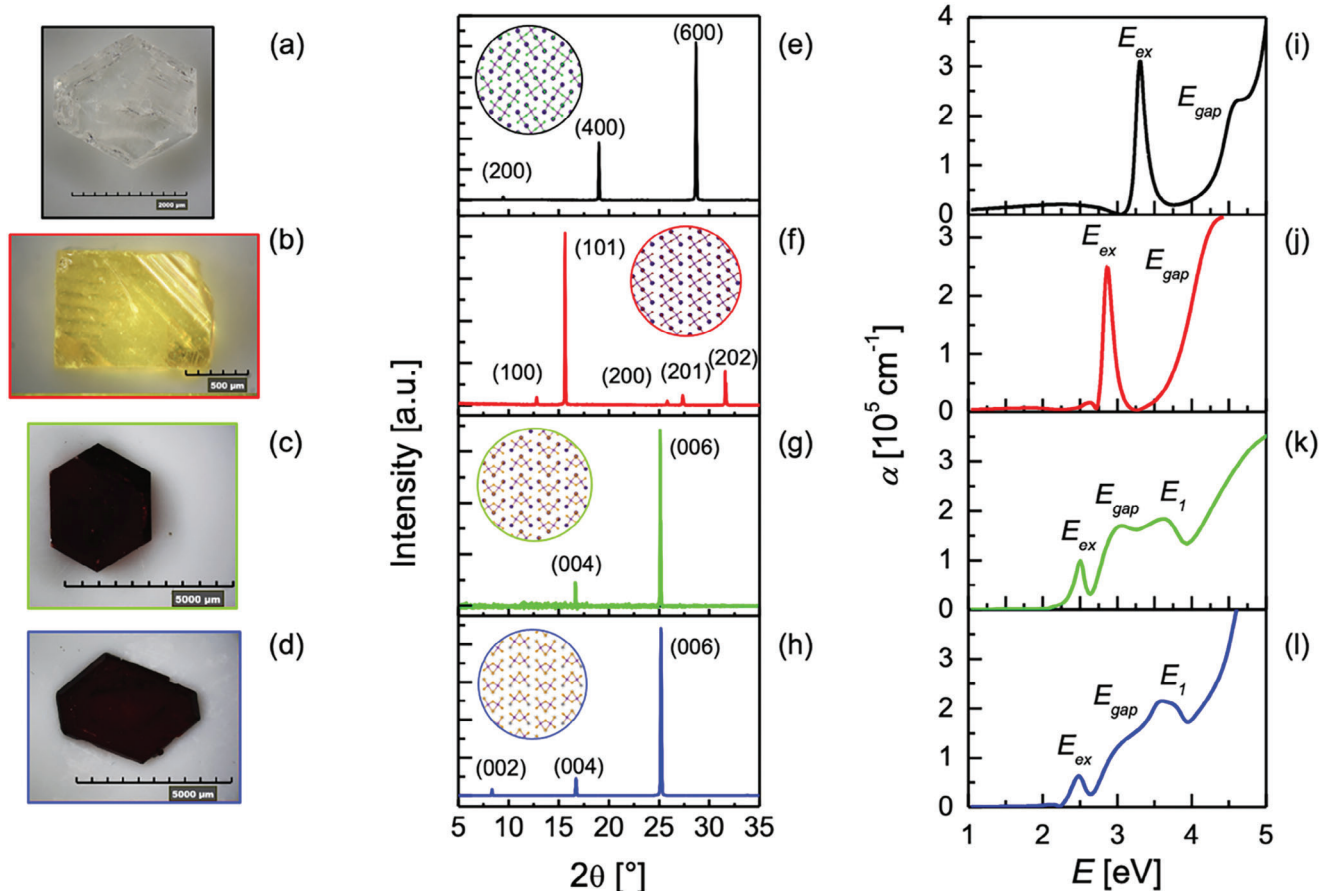 (a)
2000 µm
(b)
500 µm
(c)
5000 µm
(d)
5000 µm
Intensity [a.u.]
(200)
(400)
(600)
(e)
(100)
(101)
(200)
(201)
(202)
(f)
(004)
(006)
(g)
(002)
(004)
(006)
(h)
5 10 15 20 25 30 35
2θ [°]
α [10⁵ cm⁻¹]
4
3
2
1
0
E_ex
E_gap
(i)
3
2
1
0
E_ex
E_gap
(j)
3
2
1
0
E_ex
E_gap
E_1
(k)
3
2
1
0
E_ex
E_gap
E_1
(l)
1 2 3 4 5
E [eV]